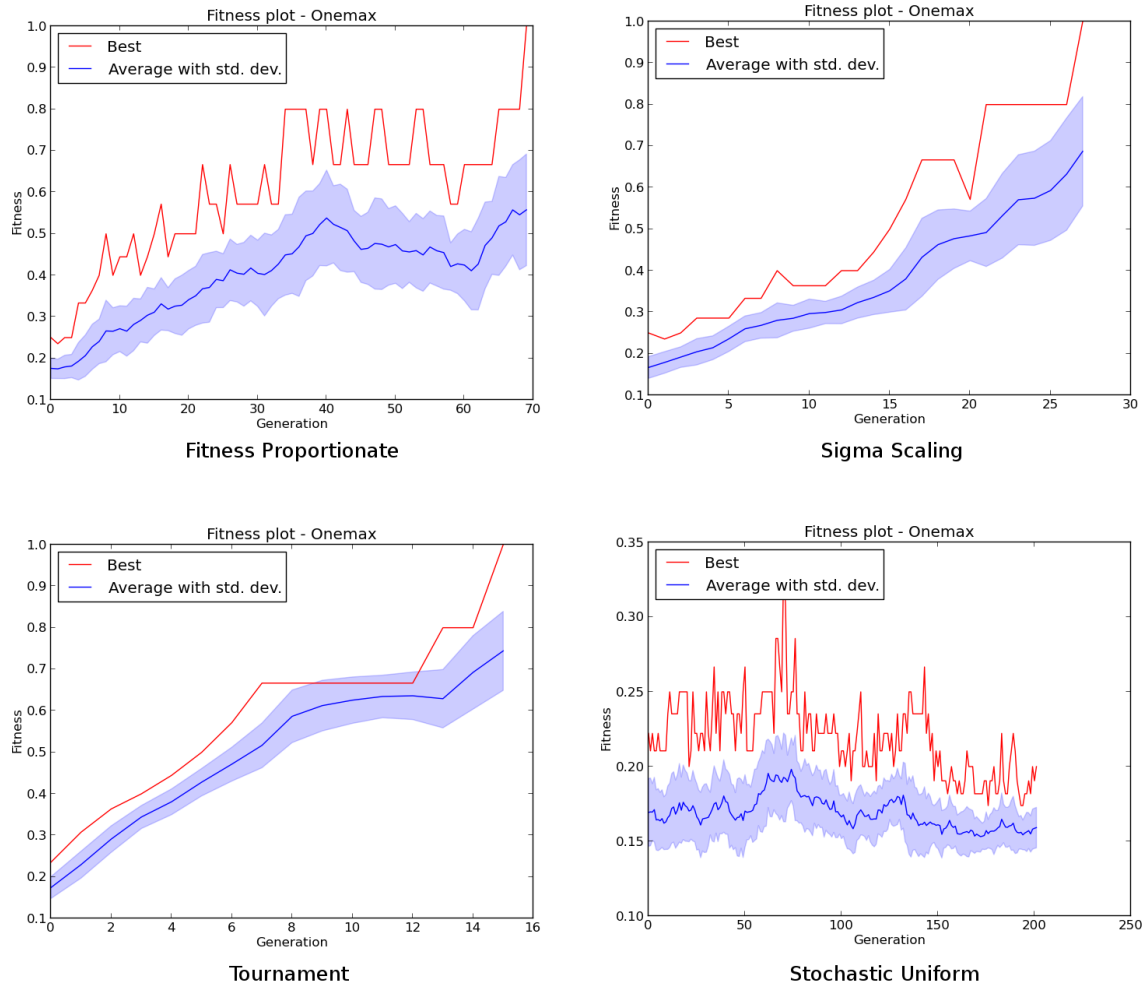 Fitness plot - Onemax
Best
Average with std. dev.
Fitness
1.0
0.9
0.8
0.7
0.6
0.5
0.4
0.3
0.2
0.1
0 10 20 30 40 50 60 70
Generation
Fitness Proportionate
Fitness plot - Onemax
Best
Average with std. dev.
Fitness
1.0
0.9
0.8
0.7
0.6
0.5
0.4
0.3
0.2
0.1
0 5 10 15 20 25 30
Generation
Sigma Scaling
Fitness plot - Onemax
Best
Average with std. dev.
Fitness
1.0
0.9
0.8
0.7
0.6
0.5
0.4
0.3
0.2
0.1
0 2 4 6 8 10 12 14 16
Generation
Tournament
Fitness plot - Onemax
Best
Average with std. dev.
Fitness
0.35
0.30
0.25
0.20
0.15
0.10
0 50 100 150 200 250
Generation
Stochastic Uniform